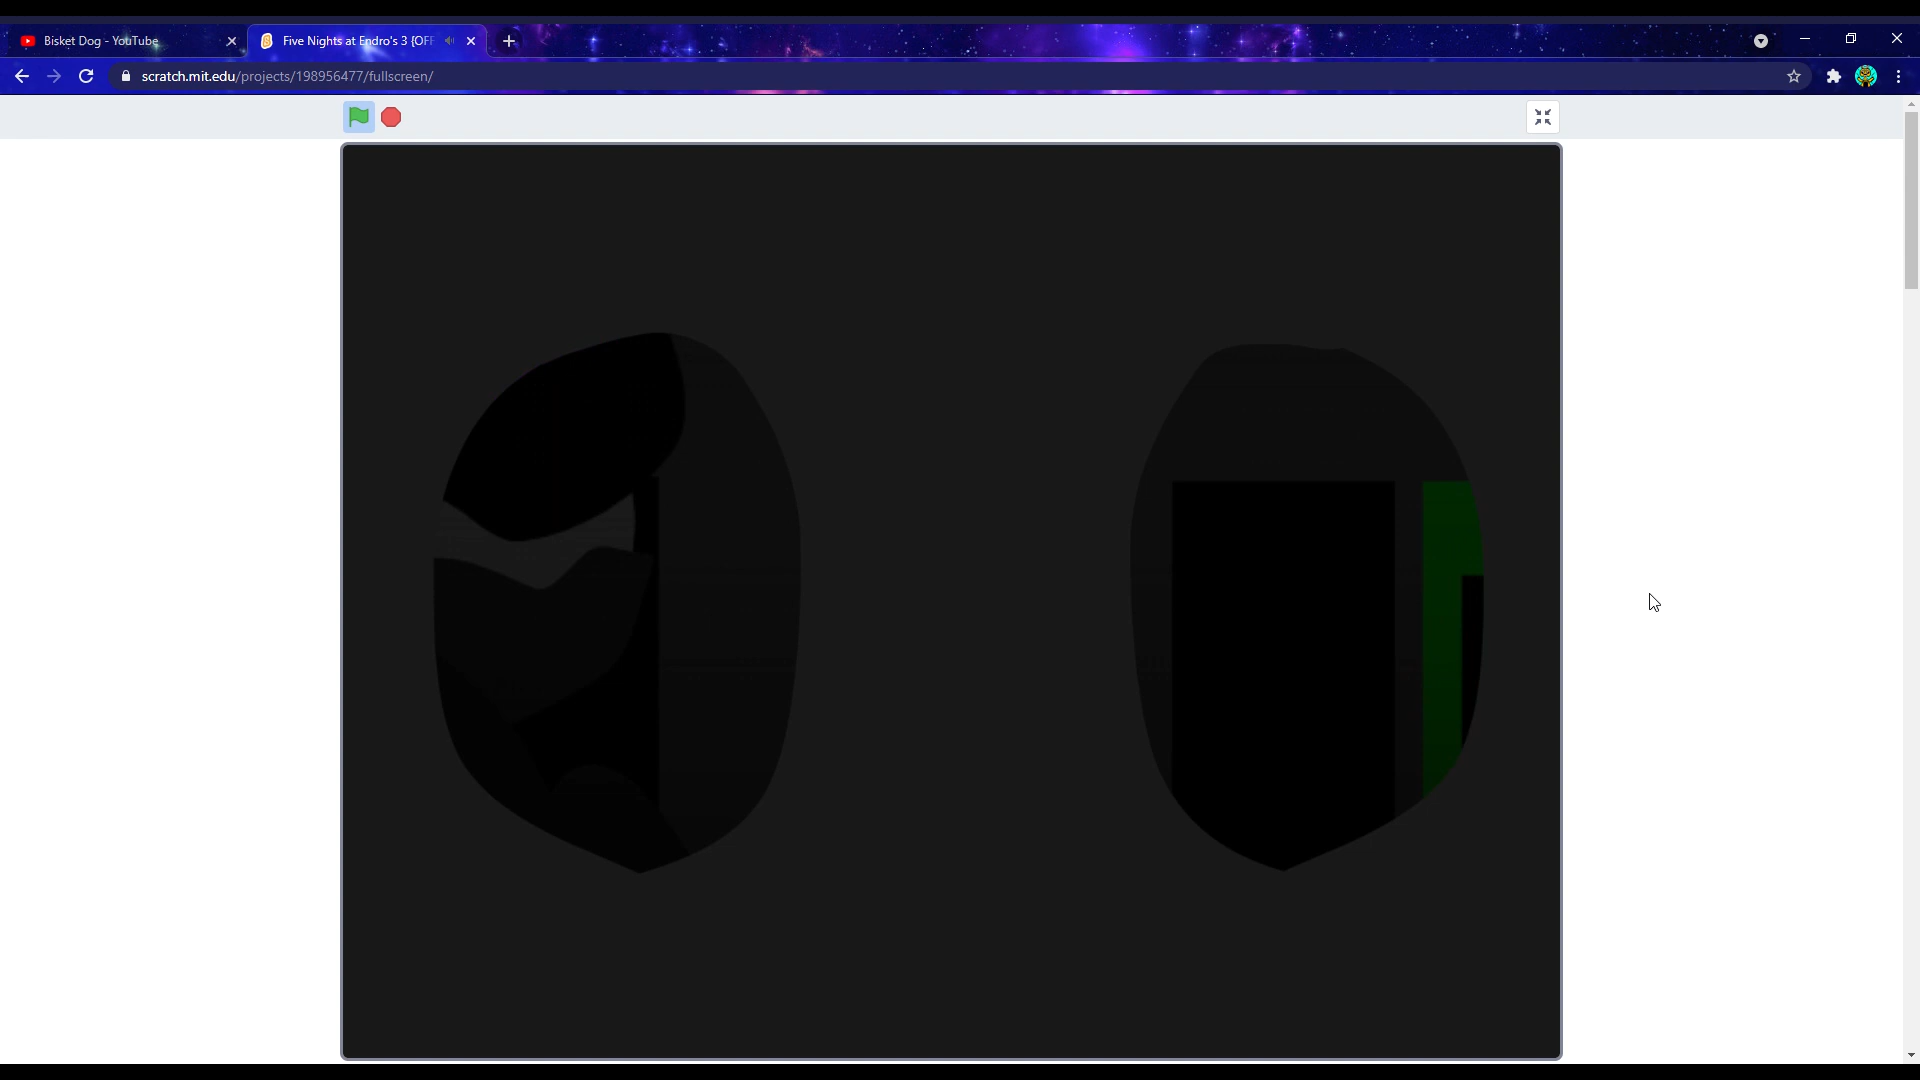 Bisket Dog - YouTube
Five Nights at Endro's 3 {OFF
scratch.mit.edu/projects/198956477/fullscreen/